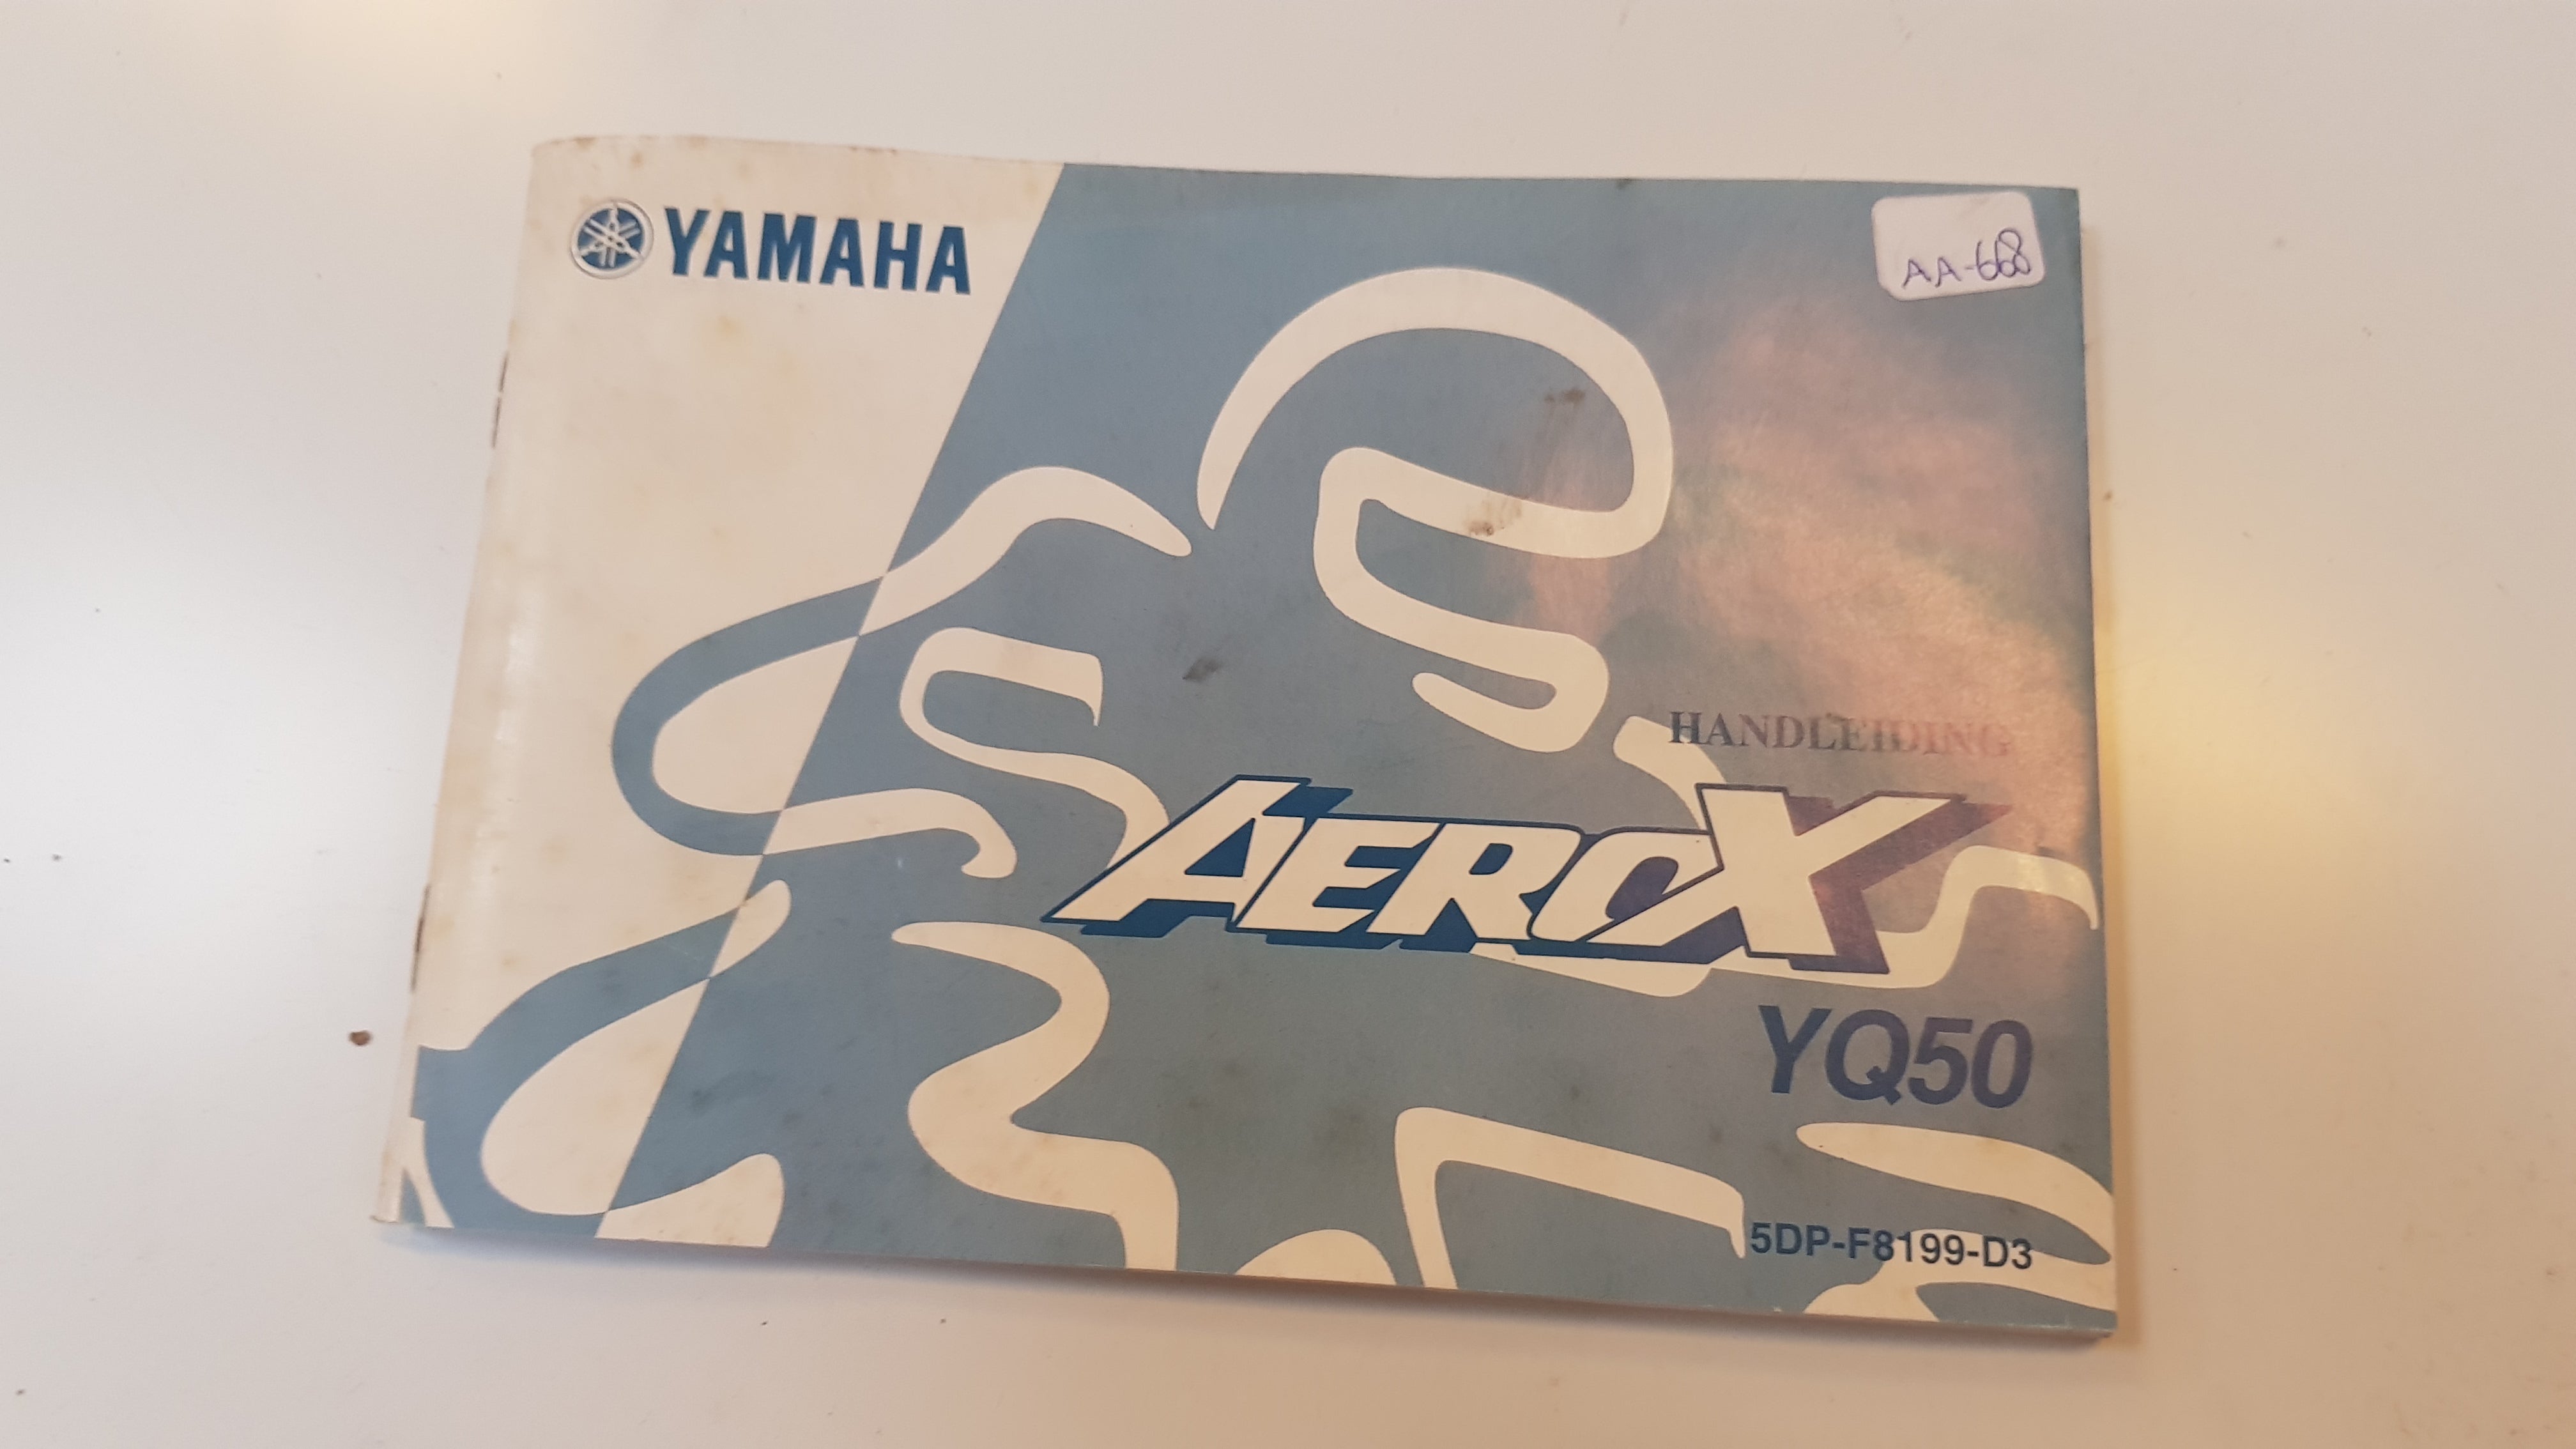 YAMAHA
AA-668
HANDLEIDING
AEROX
YQ50
5DP-F8199-D3